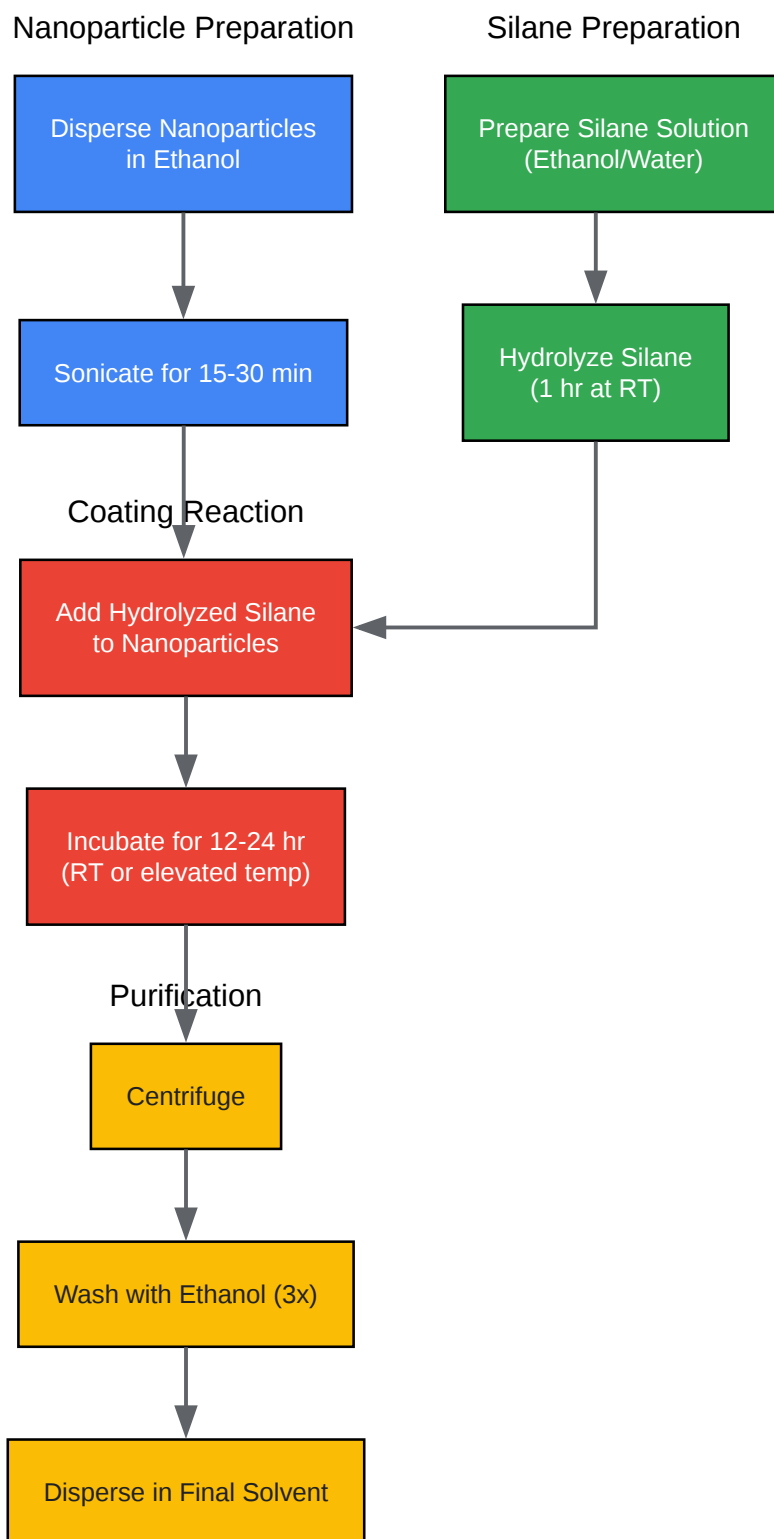 Nanoparticle Preparation
Silane Preparation
Disperse Nanoparticles
in Ethanol
Prepare Silane Solution
(Ethanol/Water)
Sonicate for 15-30 min
Hydrolyze Silane
(1 hr at RT)
Coating Reaction
Add Hydrolyzed Silane
to Nanoparticles
Incubate for 12-24 hr
(RT or elevated temp)
Purification
Centrifuge
Wash with Ethanol (3x)
Disperse in Final Solvent